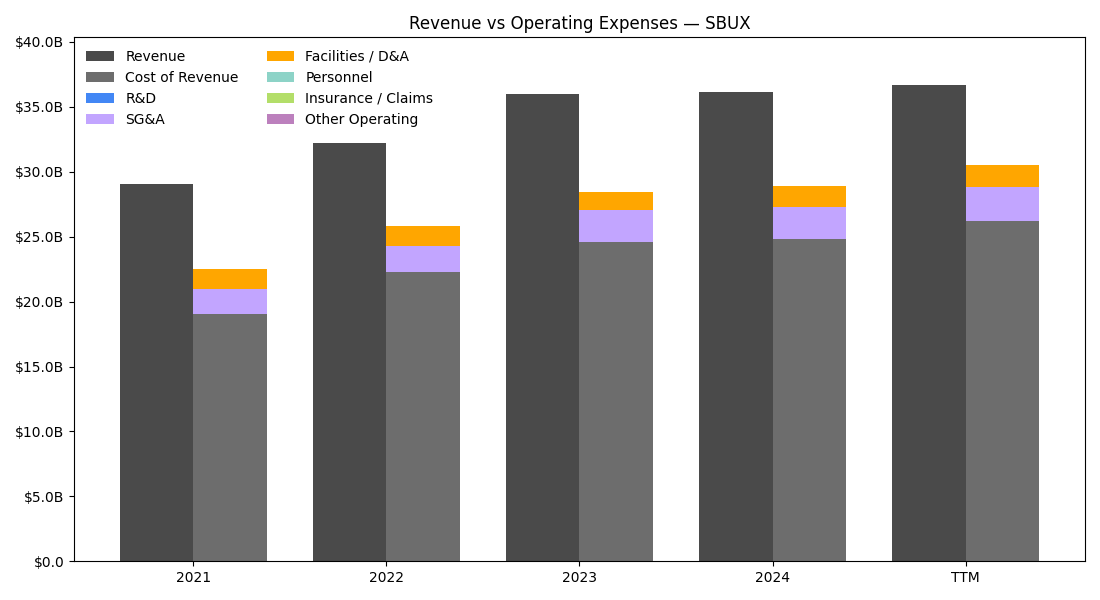 Revenue vs Operating Expenses — SBUX
$40.0B
$35.0B
$30.0B
$25.0B
$20.0B
$15.0B
$10.0B
$5.0B
$0.0
Revenue
Cost of Revenue
R&D
SG&A
Facilities / D&A
Personnel
Insurance / Claims
Other Operating
2021
2022
2023
2024
TTM